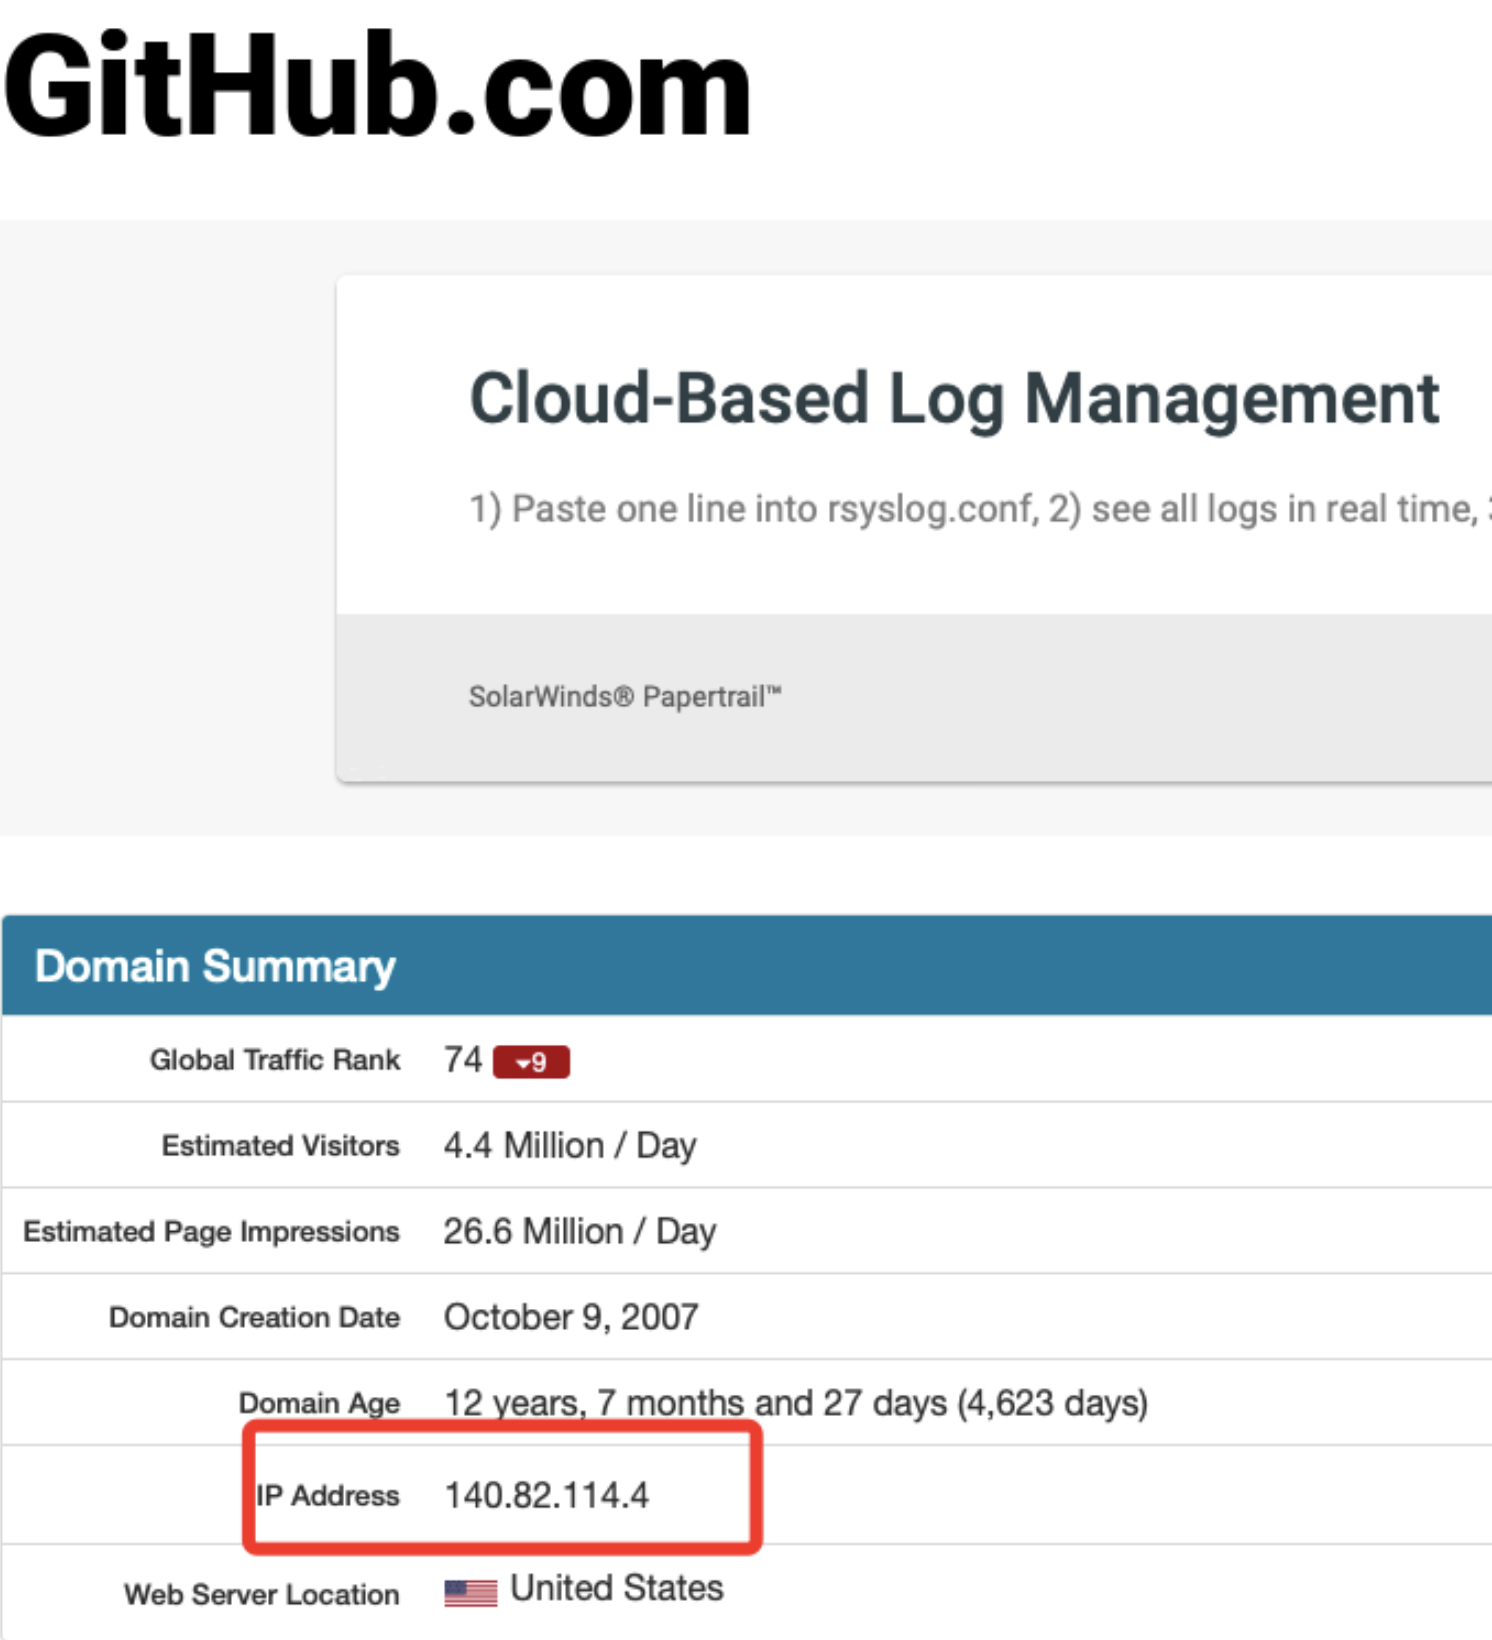 GitHub.com
Cloud-Based Log Management
1) Paste one line into rsyslog.conf, 2) see all logs in real time,
SolarWinds® Papertrail™
Domain Summary
Global Traffic Rank 74 ▾9
Estimated Visitors 4.4 Million / Day
Estimated Page Impressions 26.6 Million / Day
Domain Creation Date October 9, 2007
Domain Age 12 years, 7 months and 27 days (4,623 days)
IP Address 140.82.114.4
Web Server Location United States